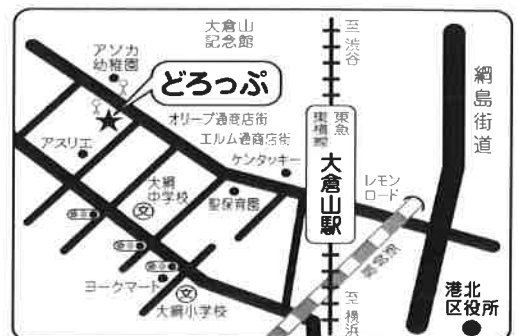 大倉山
記念館
至渋谷
綱島街道
アソカ
幼稚園
どろっぷ
オリーブ通商店街
エルム通商店街
東急
東横線
大倉山駅
アスリエ
ケンタッキー
レモン
ロード
大綱
中学校
文
聖保育園
ヨークマート
文
大綱小学校
至横浜
港北
区役所